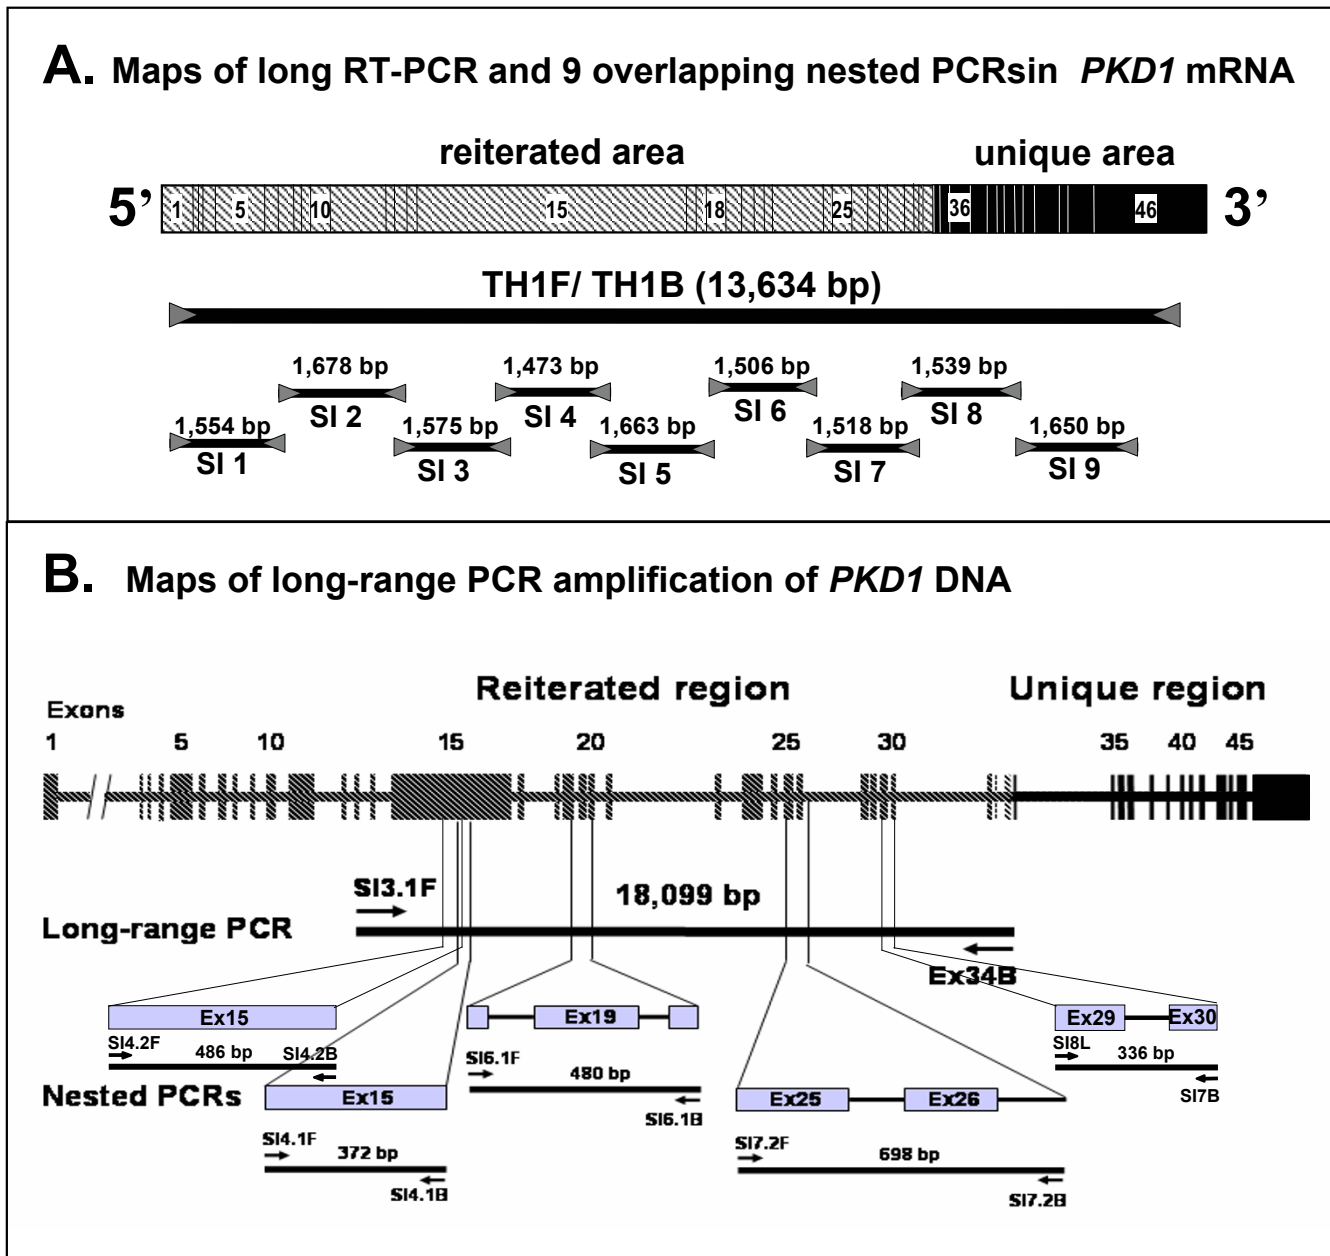 A. Maps of long RT-PCR and 9 overlapping nested PCRsin PKD1 mRNA
reiterated area
unique area
5’ 1 5 10 15 18 25 36 46 3’
TH1F/ TH1B (13,634 bp)
1,678 bp 1,473 bp 1,506 bp 1,539 bp
SI 2 SI 4 SI 6 SI 8
1,554 bp 1,575 bp 1,663 bp 1,518 bp 1,650 bp
SI 1 SI 3 SI 5 SI 7 SI 9
B. Maps of long-range PCR amplification of PKD1 DNA
Reiterated region Unique region
Exons
1 5 10 15 20 25 30 35 40 45
SI3.1F
18,099 bp
Long-range PCR
Ex34B
Ex15 Ex19 Ex29 Ex30
SI4.2F 486 bp SI4.2B
SI6.1F 480 bp SI6.1B
SI8L 336 bp SI7B
Nested PCRs
Ex15 Ex25 Ex26
SI4.1F 372 bp SI4.1B
SI7.2F 698 bp SI7.2B